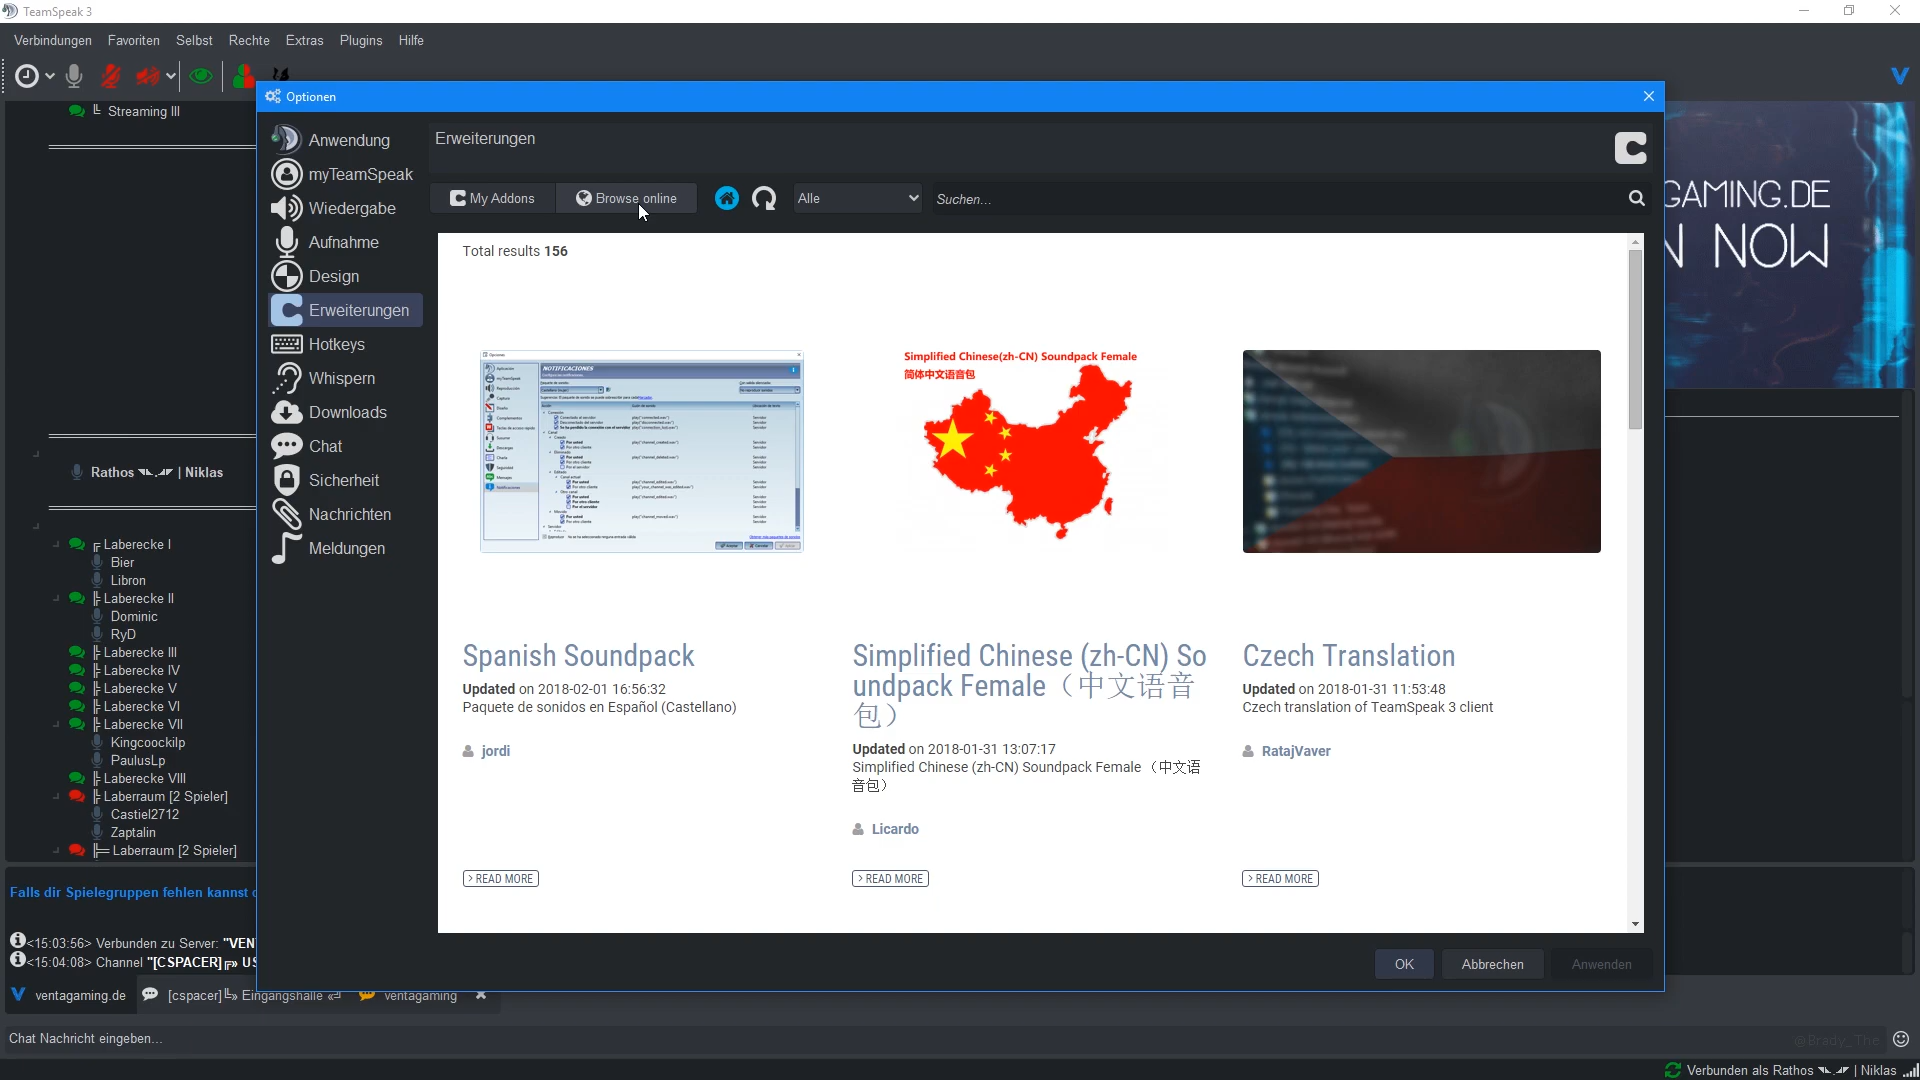 TeamSpeak 3
Verbindungen Favoriten Selbst Rechte Extras Plugins Hilfe
Streaming III
Rathos | Niklas
Laberecke I
Bier
Libron
Laberecke II
Dominic
RyD
Laberecke III
Laberecke IV
Laberecke V
Laberecke VI
Laberecke VII
Kingcoockilp
PaulusLp
Laberecke VIII
Laberraum [2 Spieler]
Castiel2712
Zaptalin
Laberraum [2 Spieler]
Optionen
Anwendung
myTeamSpeak
Wiedergabe
Aufnahme
Design
Erweiterungen
Hotkeys
Whispern
Downloads
Chat
Sicherheit
Nachrichten
Meldungen
Erweiterungen
My Addons Browse online Alle Suchen...
Total results 156
NOTIFICACIONES
Spanish Soundpack
Updated on 2018-02-01 16:56:32
Paquete de sonidos en Español (Castellano)
jordi
> READ MORE
Simplified Chinese(zh-CN) Soundpack Female
简体中文语音包
Simplified Chinese (zh-CN) So
undpack Female（中文语音
包）
Updated on 2018-01-31 13:07:17
Simplified Chinese (zh-CN) Soundpack Female （中文语
音包）
Licardo
> READ MORE
Czech Translation
Updated on 2018-01-31 11:53:48
Czech translation of TeamSpeak 3 client
RatajVaver
> READ MORE
OK Abbrechen Anwenden
GAMING.DE
N NOW
Falls dir Spielegruppen fehlen kannst
<15:03:56> Verbunden zu Server: "VEN
<15:04:08> Channel "[CSPACER]╔» US
ventagaming.de [cspacer]╚» Eingangshalle «╝ ventagaming
Chat Nachricht eingeben...
@Brady_The
Verbunden als Rathos | Niklas